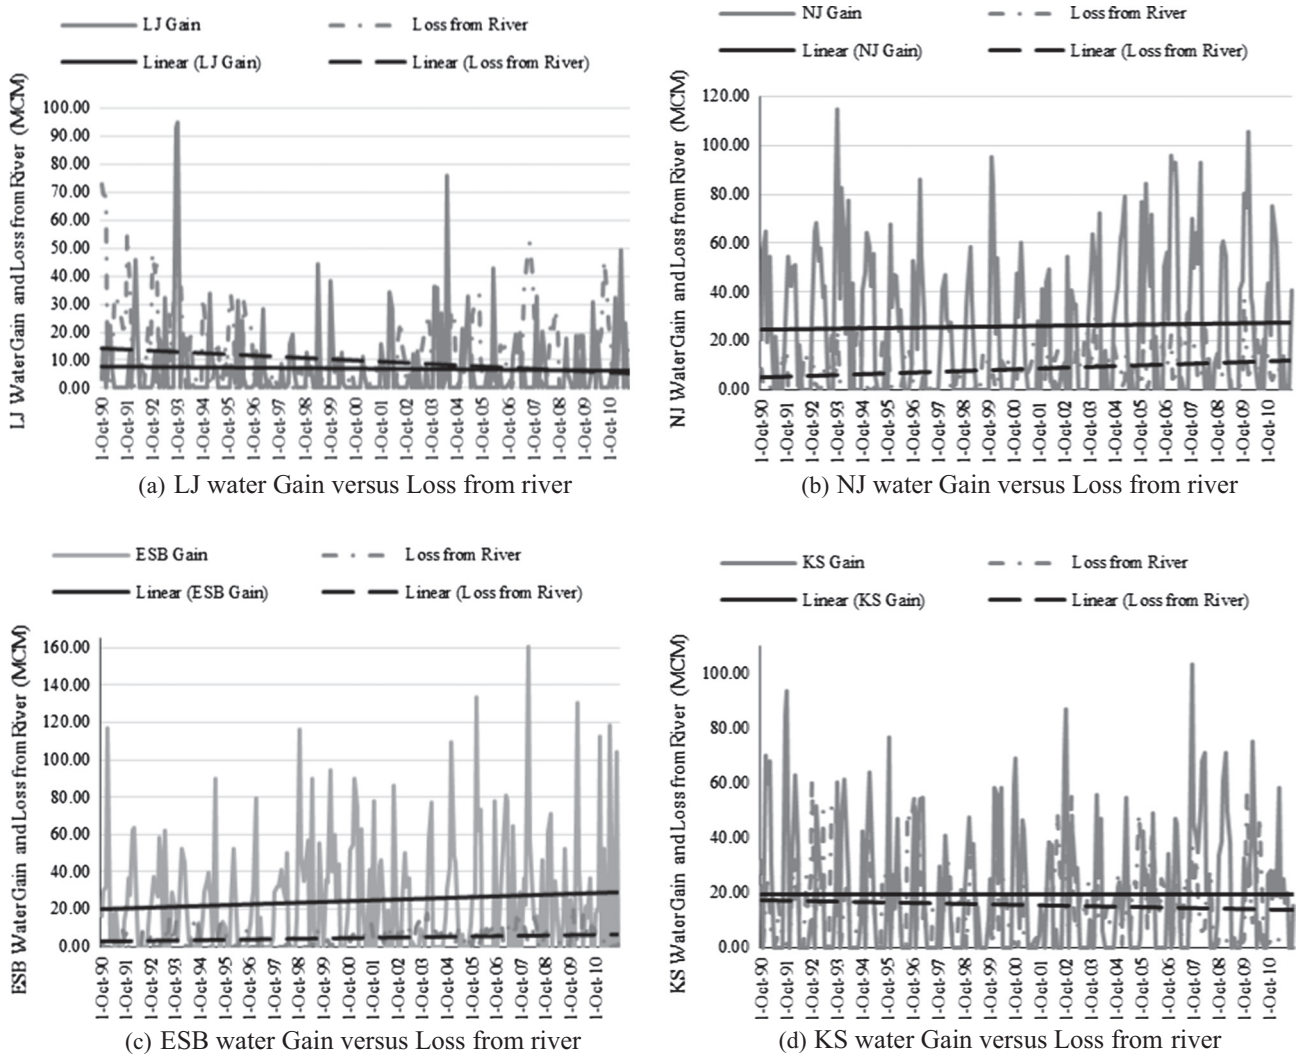 LJ Gain
Loss from River
Linear (LJ Gain)
Linear (Loss from River)
LJ Water Gain and Loss from River (MCM)
100.00
90.00
80.00
70.00
60.00
50.00
40.00
30.00
20.00
10.00
0.00
1-Oct-90
1-Oct-91
1-Oct-92
1-Oct-93
1-Oct-94
1-Oct-95
1-Oct-96
1-Oct-97
1-Oct-98
1-Oct-99
1-Oct-00
1-Oct-01
1-Oct-02
1-Oct-03
1-Oct-04
1-Oct-05
1-Oct-06
1-Oct-07
1-Oct-08
1-Oct-09
1-Oct-10
(a) LJ water Gain versus Loss from river
NJ Gain
Loss from River
Linear (NJ Gain)
Linear (Loss from River)
NJ Water Gain and Loss from River (MCM)
120.00
100.00
80.00
60.00
40.00
20.00
0.00
1-Oct-90
1-Oct-91
1-Oct-92
1-Oct-93
1-Oct-94
1-Oct-95
1-Oct-96
1-Oct-97
1-Oct-98
1-Oct-99
1-Oct-00
1-Oct-01
1-Oct-02
1-Oct-03
1-Oct-04
1-Oct-05
1-Oct-06
1-Oct-07
1-Oct-08
1-Oct-09
1-Oct-10
(b) NJ water Gain versus Loss from river
ESB Gain
Loss from River
Linear (ESB Gain)
Linear (Loss from River)
ESB Water Gain and Loss from River (MCM)
160.00
140.00
120.00
100.00
80.00
60.00
40.00
20.00
0.00
1-Oct-90
1-Oct-91
1-Oct-92
1-Oct-93
1-Oct-94
1-Oct-95
1-Oct-96
1-Oct-97
1-Oct-98
1-Oct-99
1-Oct-00
1-Oct-01
1-Oct-02
1-Oct-03
1-Oct-04
1-Oct-05
1-Oct-06
1-Oct-07
1-Oct-08
1-Oct-09
1-Oct-10
(c) ESB water Gain versus Loss from river
KS Gain
Loss from River
Linear (KS Gain)
Linear (Loss from River)
KS Water Gain and Loss from River (MCM)
100.00
80.00
60.00
40.00
20.00
0.00
1-Oct-90
1-Oct-91
1-Oct-92
1-Oct-93
1-Oct-94
1-Oct-95
1-Oct-96
1-Oct-97
1-Oct-98
1-Oct-99
1-Oct-00
1-Oct-01
1-Oct-02
1-Oct-03
1-Oct-04
1-Oct-05
1-Oct-06
1-Oct-07
1-Oct-08
1-Oct-09
1-Oct-10
(d) KS water Gain versus Loss from river